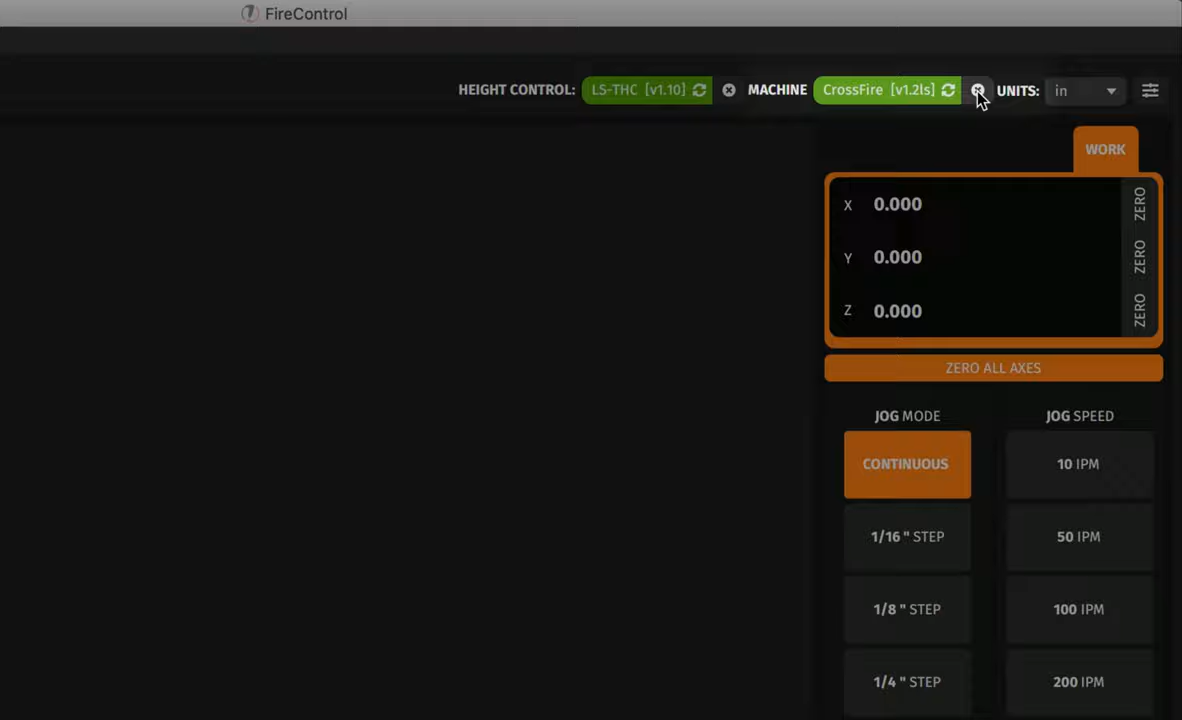 FireControl
HEIGHT CONTROL: LS-THC [v1.10] MACHINE CrossFire [v1.2ls] UNITS: in
WORK
X 0.000 ZERO
Y 0.000 ZERO
Z 0.000 ZERO
ZERO ALL AXES
JOG MODE JOG SPEED
CONTINUOUS 10 IPM
1/16 " STEP 50 IPM
1/8 " STEP 100 IPM
1/4 " STEP 200 IPM